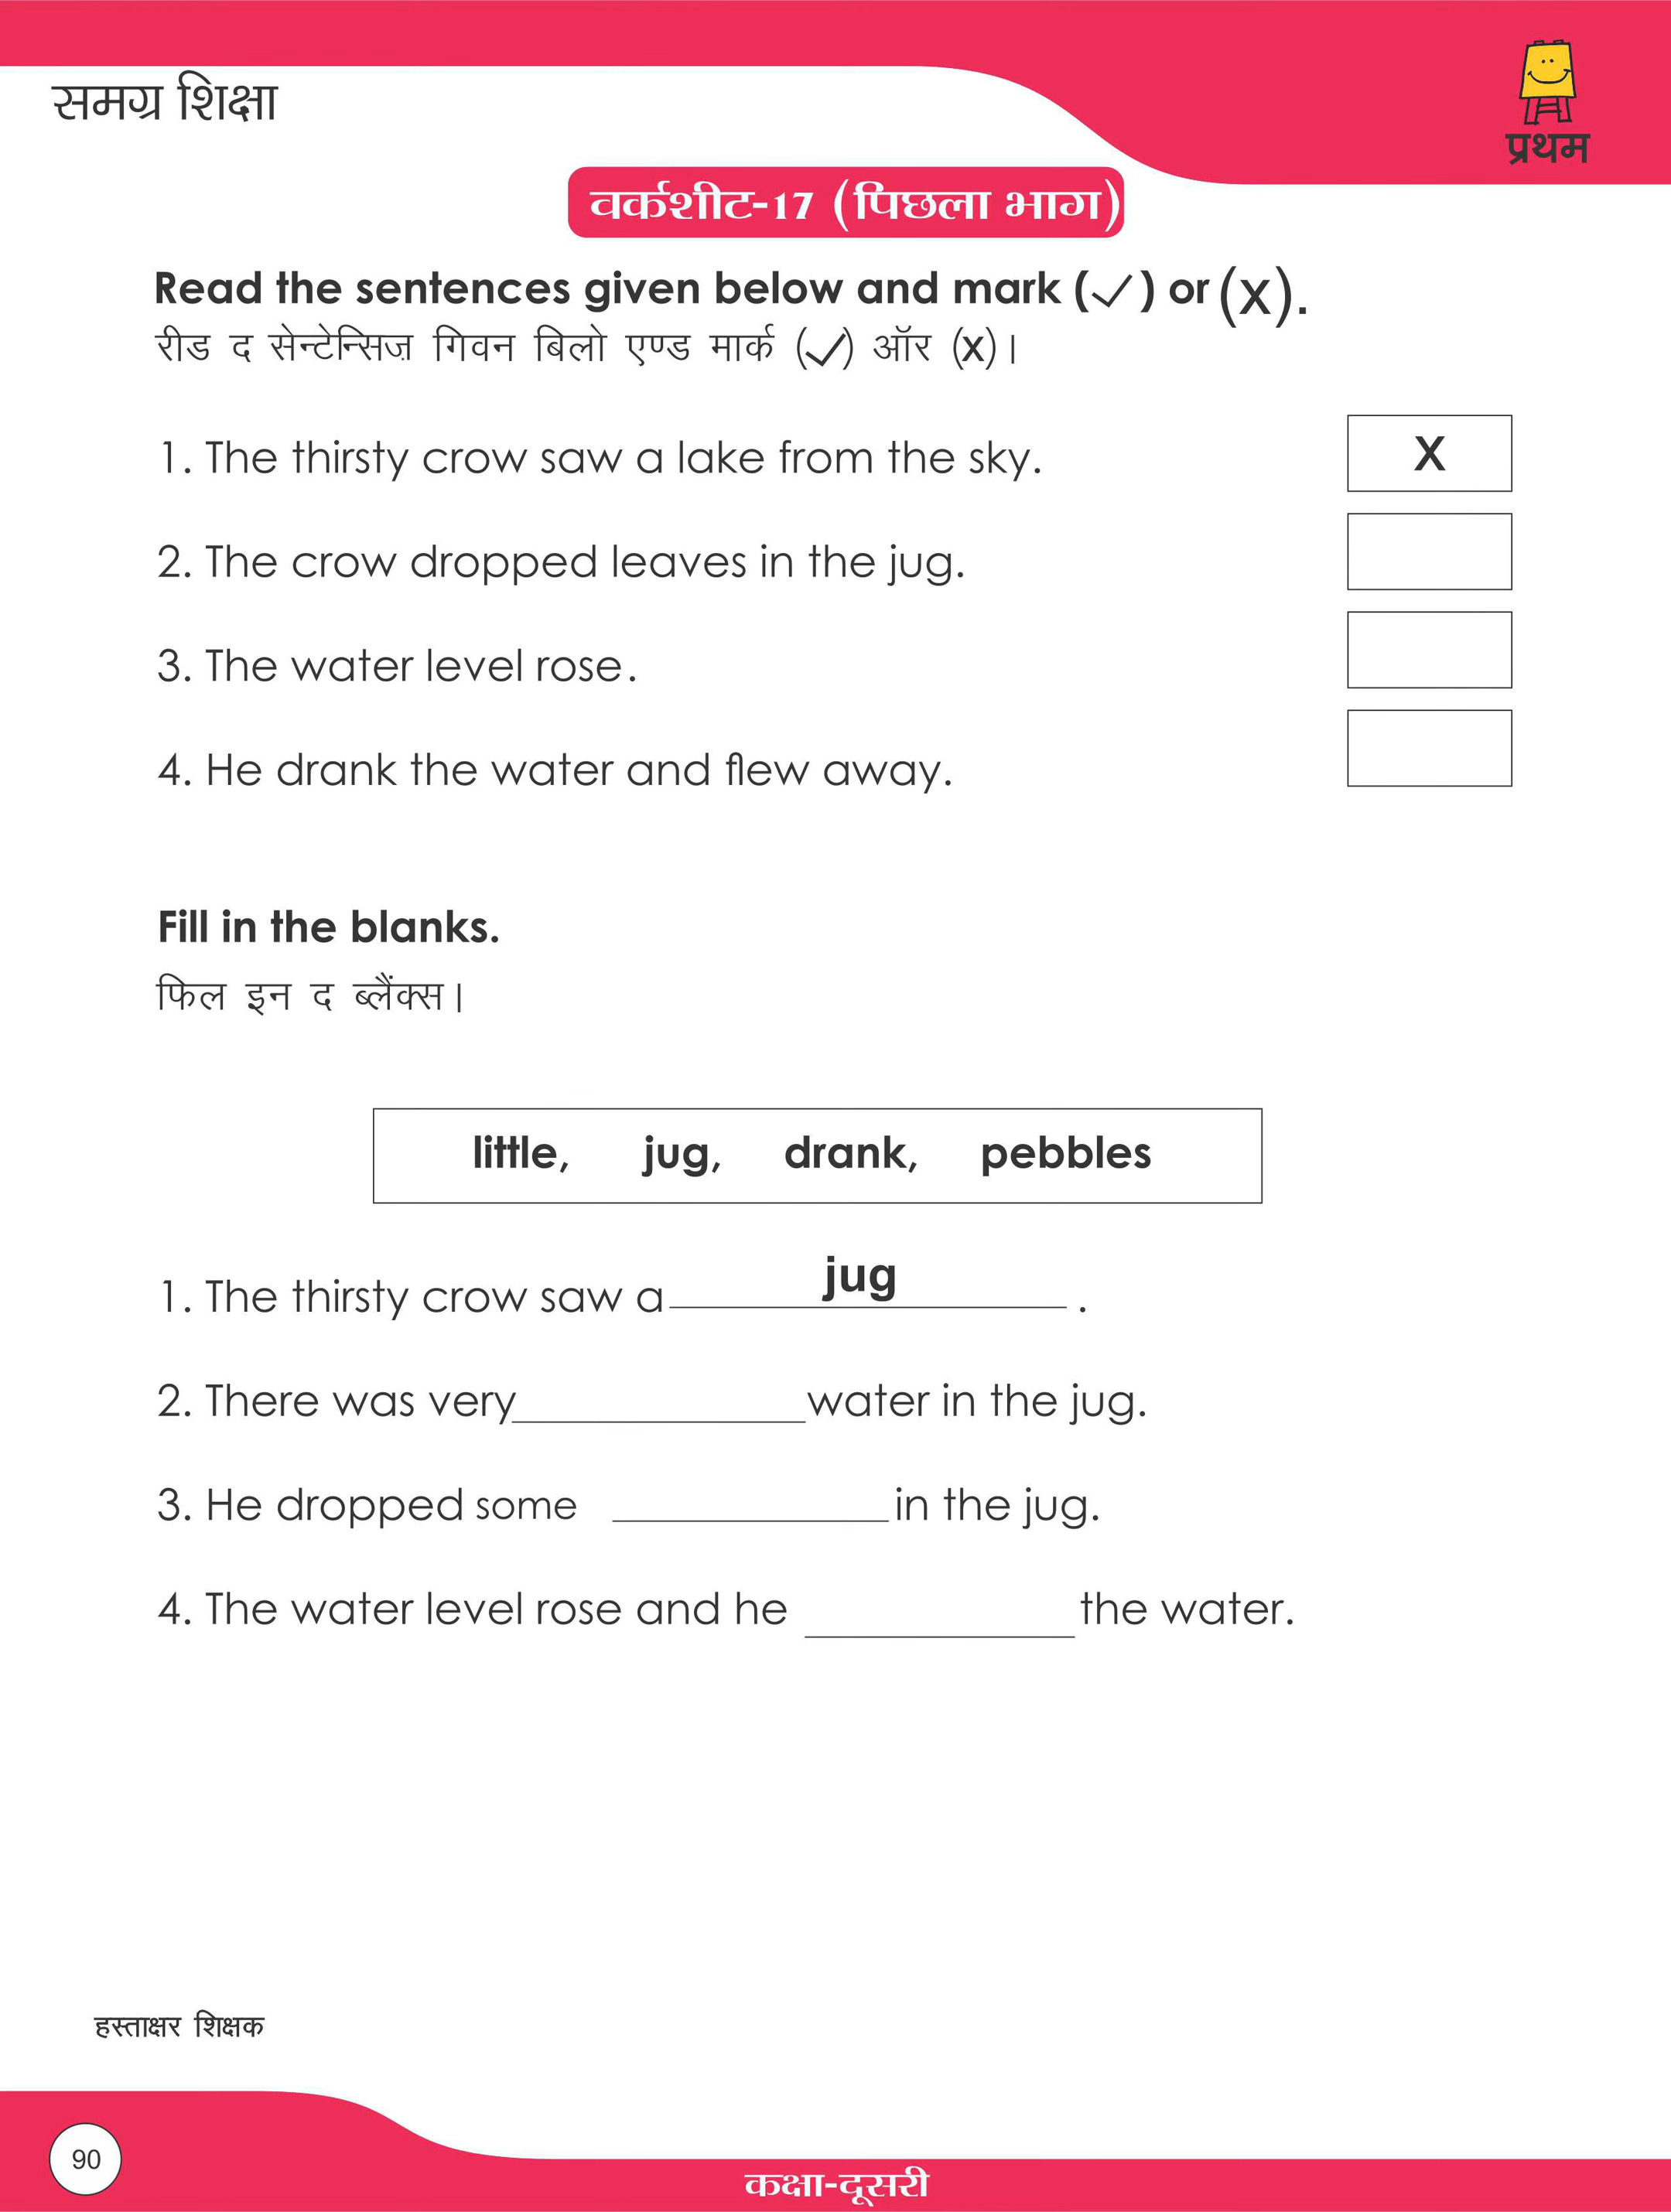 समग्र शिक्षा
प्रथम
वर्कशीट-17 (पिछला भाग)
Read the sentences given below and mark (✓) or (x).
रीड द सेन्टेन्सिज़ गिवन बिलो एण्ड मार्क (✓) ऑर (x)।
1. The thirsty crow saw a lake from the sky. X
2. The crow dropped leaves in the jug.
3. The water level rose.
4. He drank the water and flew away.
Fill in the blanks.
फिल इन द ब्लैंक्स।
little, jug, drank, pebbles
1. The thirsty crow saw a jug .
2. There was very__________water in the jug.
3. He dropped some __________in the jug.
4. The water level rose and he __________the water.
हस्ताक्षर शिक्षक
90
कक्षा-दूसरी